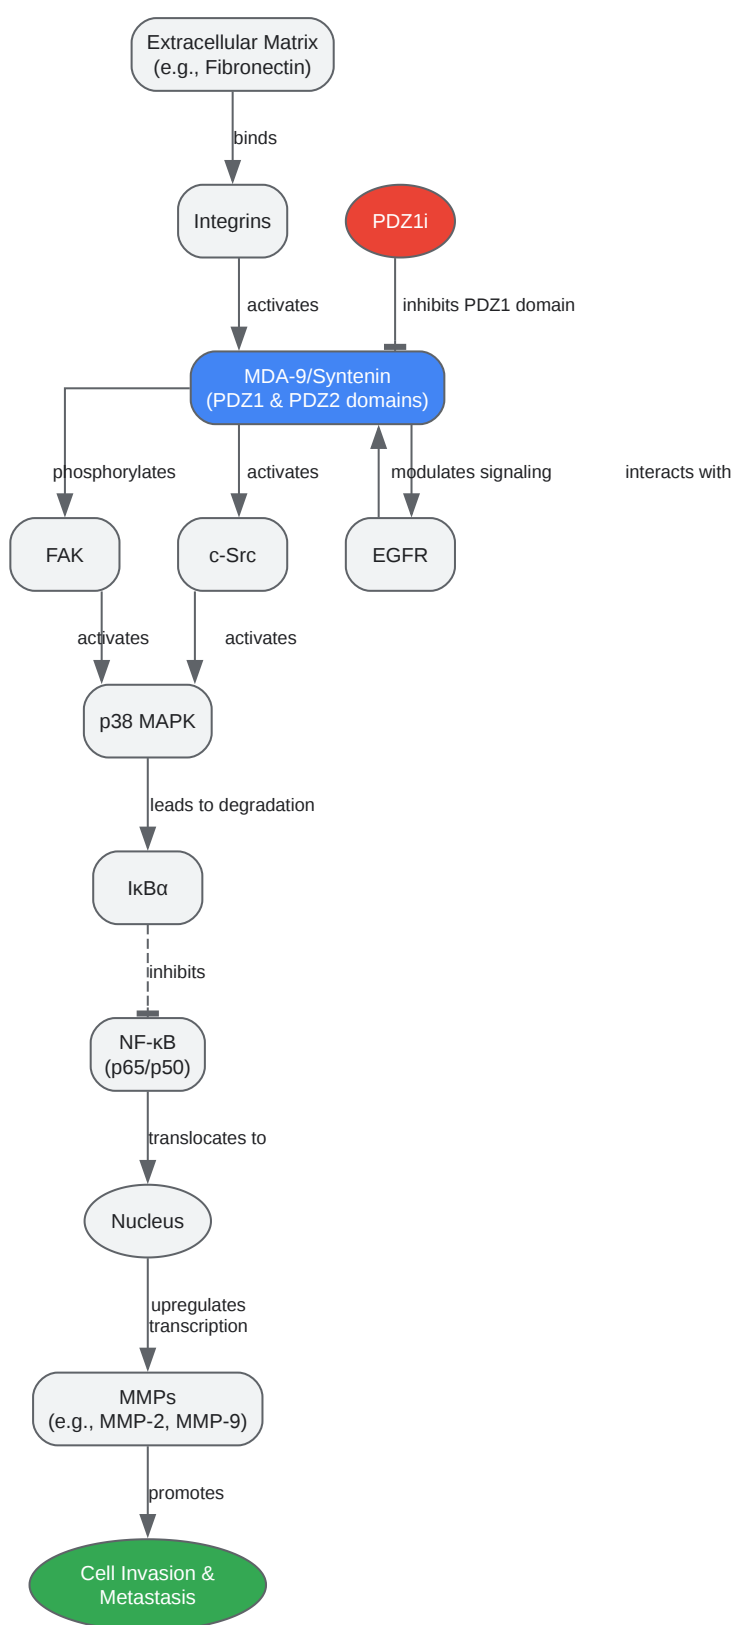 Extracellular Matrix
(e.g., Fibronectin)
binds
Integrins
PDZ1i
activates
inhibits PDZ1 domain
MDA-9/Syntenin
(PDZ1 & PDZ2 domains)
phosphorylates
activates
modulates signaling
interacts with
FAK
c-Src
EGFR
activates
activates
p38 MAPK
leads to degradation
IκBα
inhibits
NF-κB
(p65/p50)
translocates to
Nucleus
upregulates
transcription
MMPs
(e.g., MMP-2, MMP-9)
promotes
Cell Invasion &
Metastasis